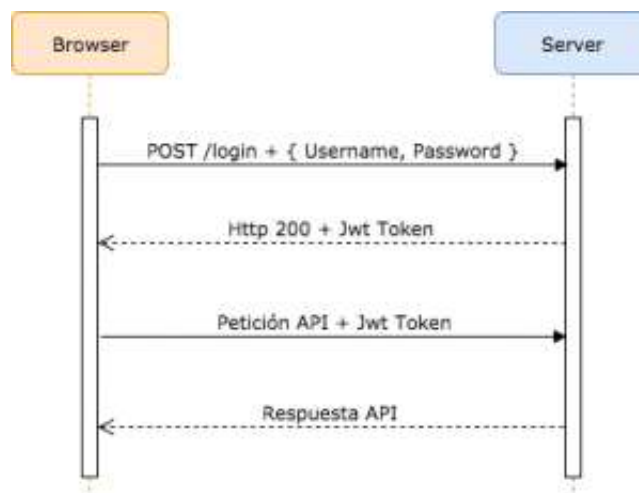 Browser
Server
POST /login + { Username, Password }
Http 200 + Jwt Token
Petición API + Jwt Token
Respuesta API